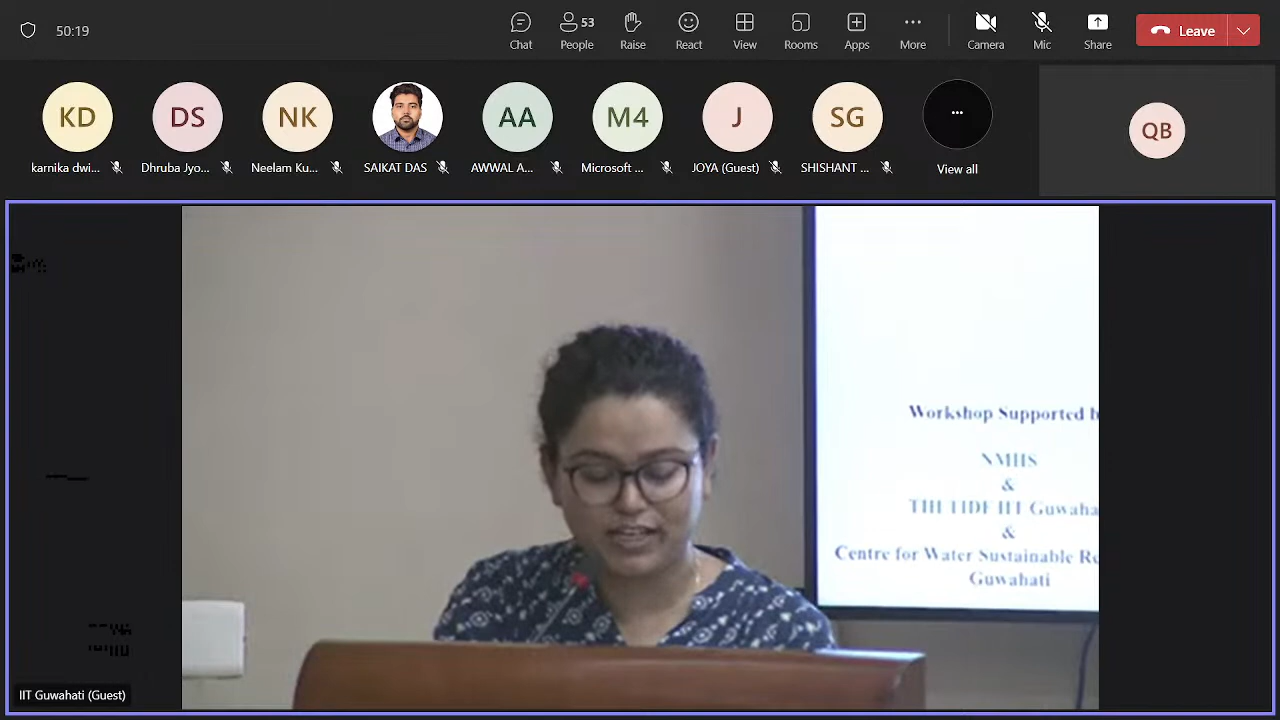 50:19
Chat
53
People
Raise
React
View
Rooms
Apps
More
Camera
Mic
Share
Leave
KD
DS
NK
AA
M4
J
SG
QB
karnika dwi...
Dhruba Jyo...
Neelam Ku...
SAIKAT DAS
AWWAL A...
Microsoft ...
JOYA (Guest)
SHISHANT ...
View all
Workshop Supported b
&
IIT Guwaha
&
Centre for Water Sustainable Re
Guwahati
IIT Guwahati (Guest)